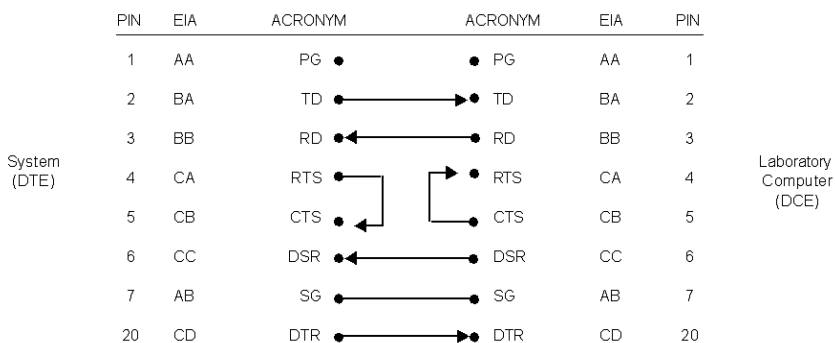 PIN EIA ACRONYM ACRONYM EIA PIN
1 AA PG PG AA 1
2 BA TD TD BA 2
3 BB RD RD BB 3
System
(DTE)
4 CA RTS RTS CA 4
Laboratory
Computer
(DCE)
5 CB CTS CTS CB 5
6 CC DSR DSR CC 6
7 AB SG SG AB 7
20 CD DTR DTR CD 20